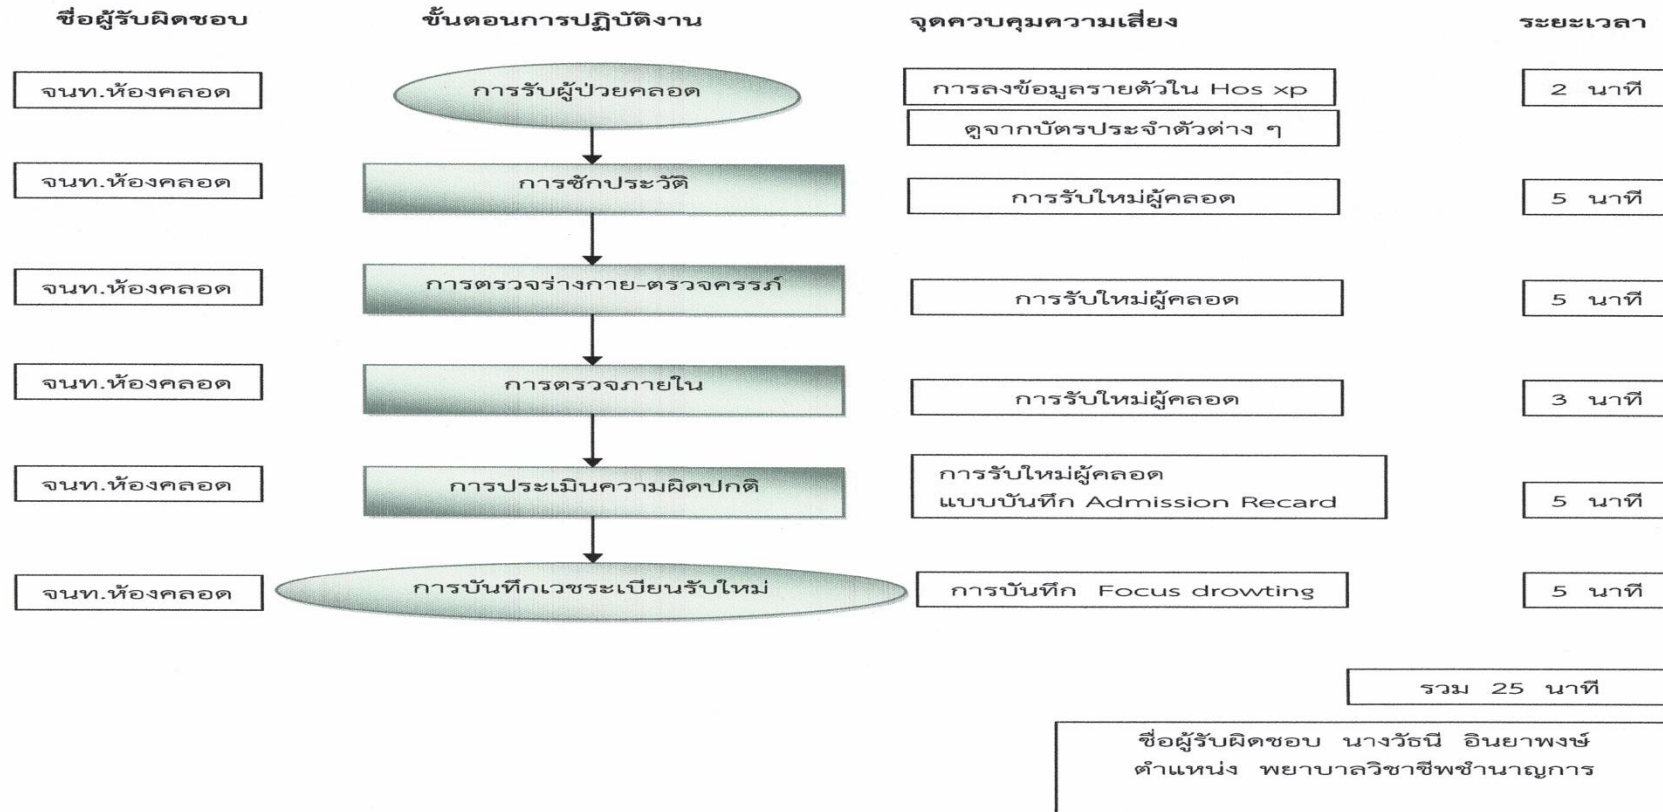 ชื่อผู้รับผิดชอบ ขั้นตอนการปฏิบัติงาน จุดควบคุมความเสี่ยง ระยะเวลา
จนท.ห้องคลอด การรับผู้ป่วยคลอด การลงข้อมูลรายตัวใน Hos xp 2 นาที
ดูจากบัตรประจำตัวต่าง ๆ
จนท.ห้องคลอด การซักประวัติ การรับใหม่ผู้คลอด 5 นาที
จนท.ห้องคลอด การตรวจร่างกาย-ตรวจครรภ์ การรับใหม่ผู้คลอด 5 นาที
จนท.ห้องคลอด การตรวจภายใน การรับใหม่ผู้คลอด 3 นาที
จนท.ห้องคลอด การประเมินความผิดปกติ การรับใหม่ผู้คลอด
แบบบันทึก Admission Recard 5 นาที
จนท.ห้องคลอด การบันทึกเวชระเบียนรับใหม่ การบันทึก Focus drowting 5 นาที
รวม 25 นาที
ชื่อผู้รับผิดชอบ นางวัธนี อินยาพงษ์
ตำแหน่ง พยาบาลวิชาชีพชำนาญการ